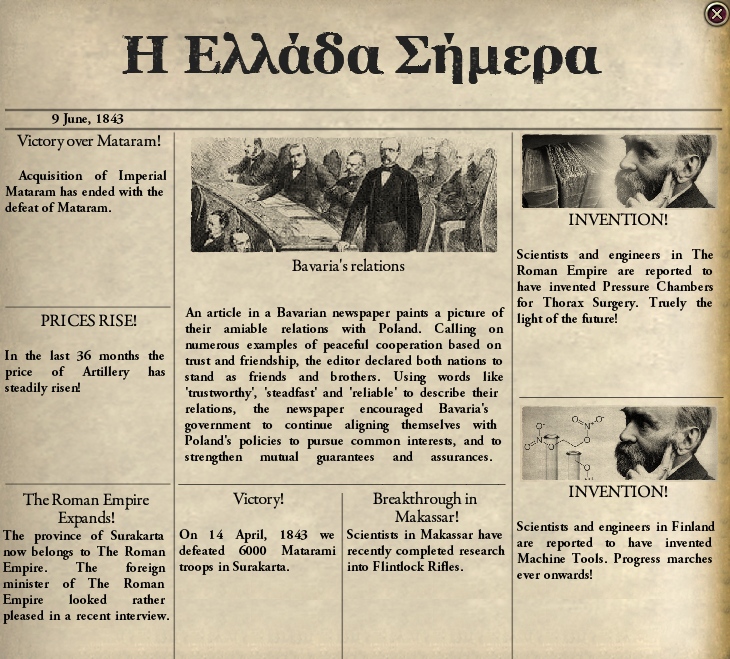 Η Ελλάδα Σήμερα
9 June, 1843
Victory over Mataram!
Acquisition of Imperial
Mataram has ended with the
defeat of Mataram.
PRICES RISE!
In the last 36 months the
price of Artillery has
steadily risen!
The Roman Empire
Expands!
The province of Surakarta
now belongs to The Roman
Empire. The foreign
minister of The Roman
Empire looked rather
pleased in a recent interview.
Bavaria's relations
An article in a Bavarian newspaper paints a picture of
their amiable relations with Poland. Calling on
numerous examples of peaceful cooperation based on
trust and friendship, the editor declared both nations to
stand as friends and brothers. Using words like
'trustworthy', 'steadfast' and 'reliable' to describe their
relations, the newspaper encouraged Bavaria's
government to continue aligning themselves with
Poland's policies to pursue common interests, and to
strengthen mutual guarantees and assurances.
Victory!
On 14 April, 1843 we
defeated 6000 Matarami
troops in Surakarta.
Breakthrough in
Makassar!
Scientists in Makassar have
recently completed research
into Flintlock Rifles.
INVENTION!
Scientists and engineers in The
Roman Empire are reported to
have invented Pressure Chambers
for Thorax Surgery. Truely the
light of the future!
INVENTION!
Scientists and engineers in Finland
are reported to have invented
Machine Tools. Progress marches
ever onwards!